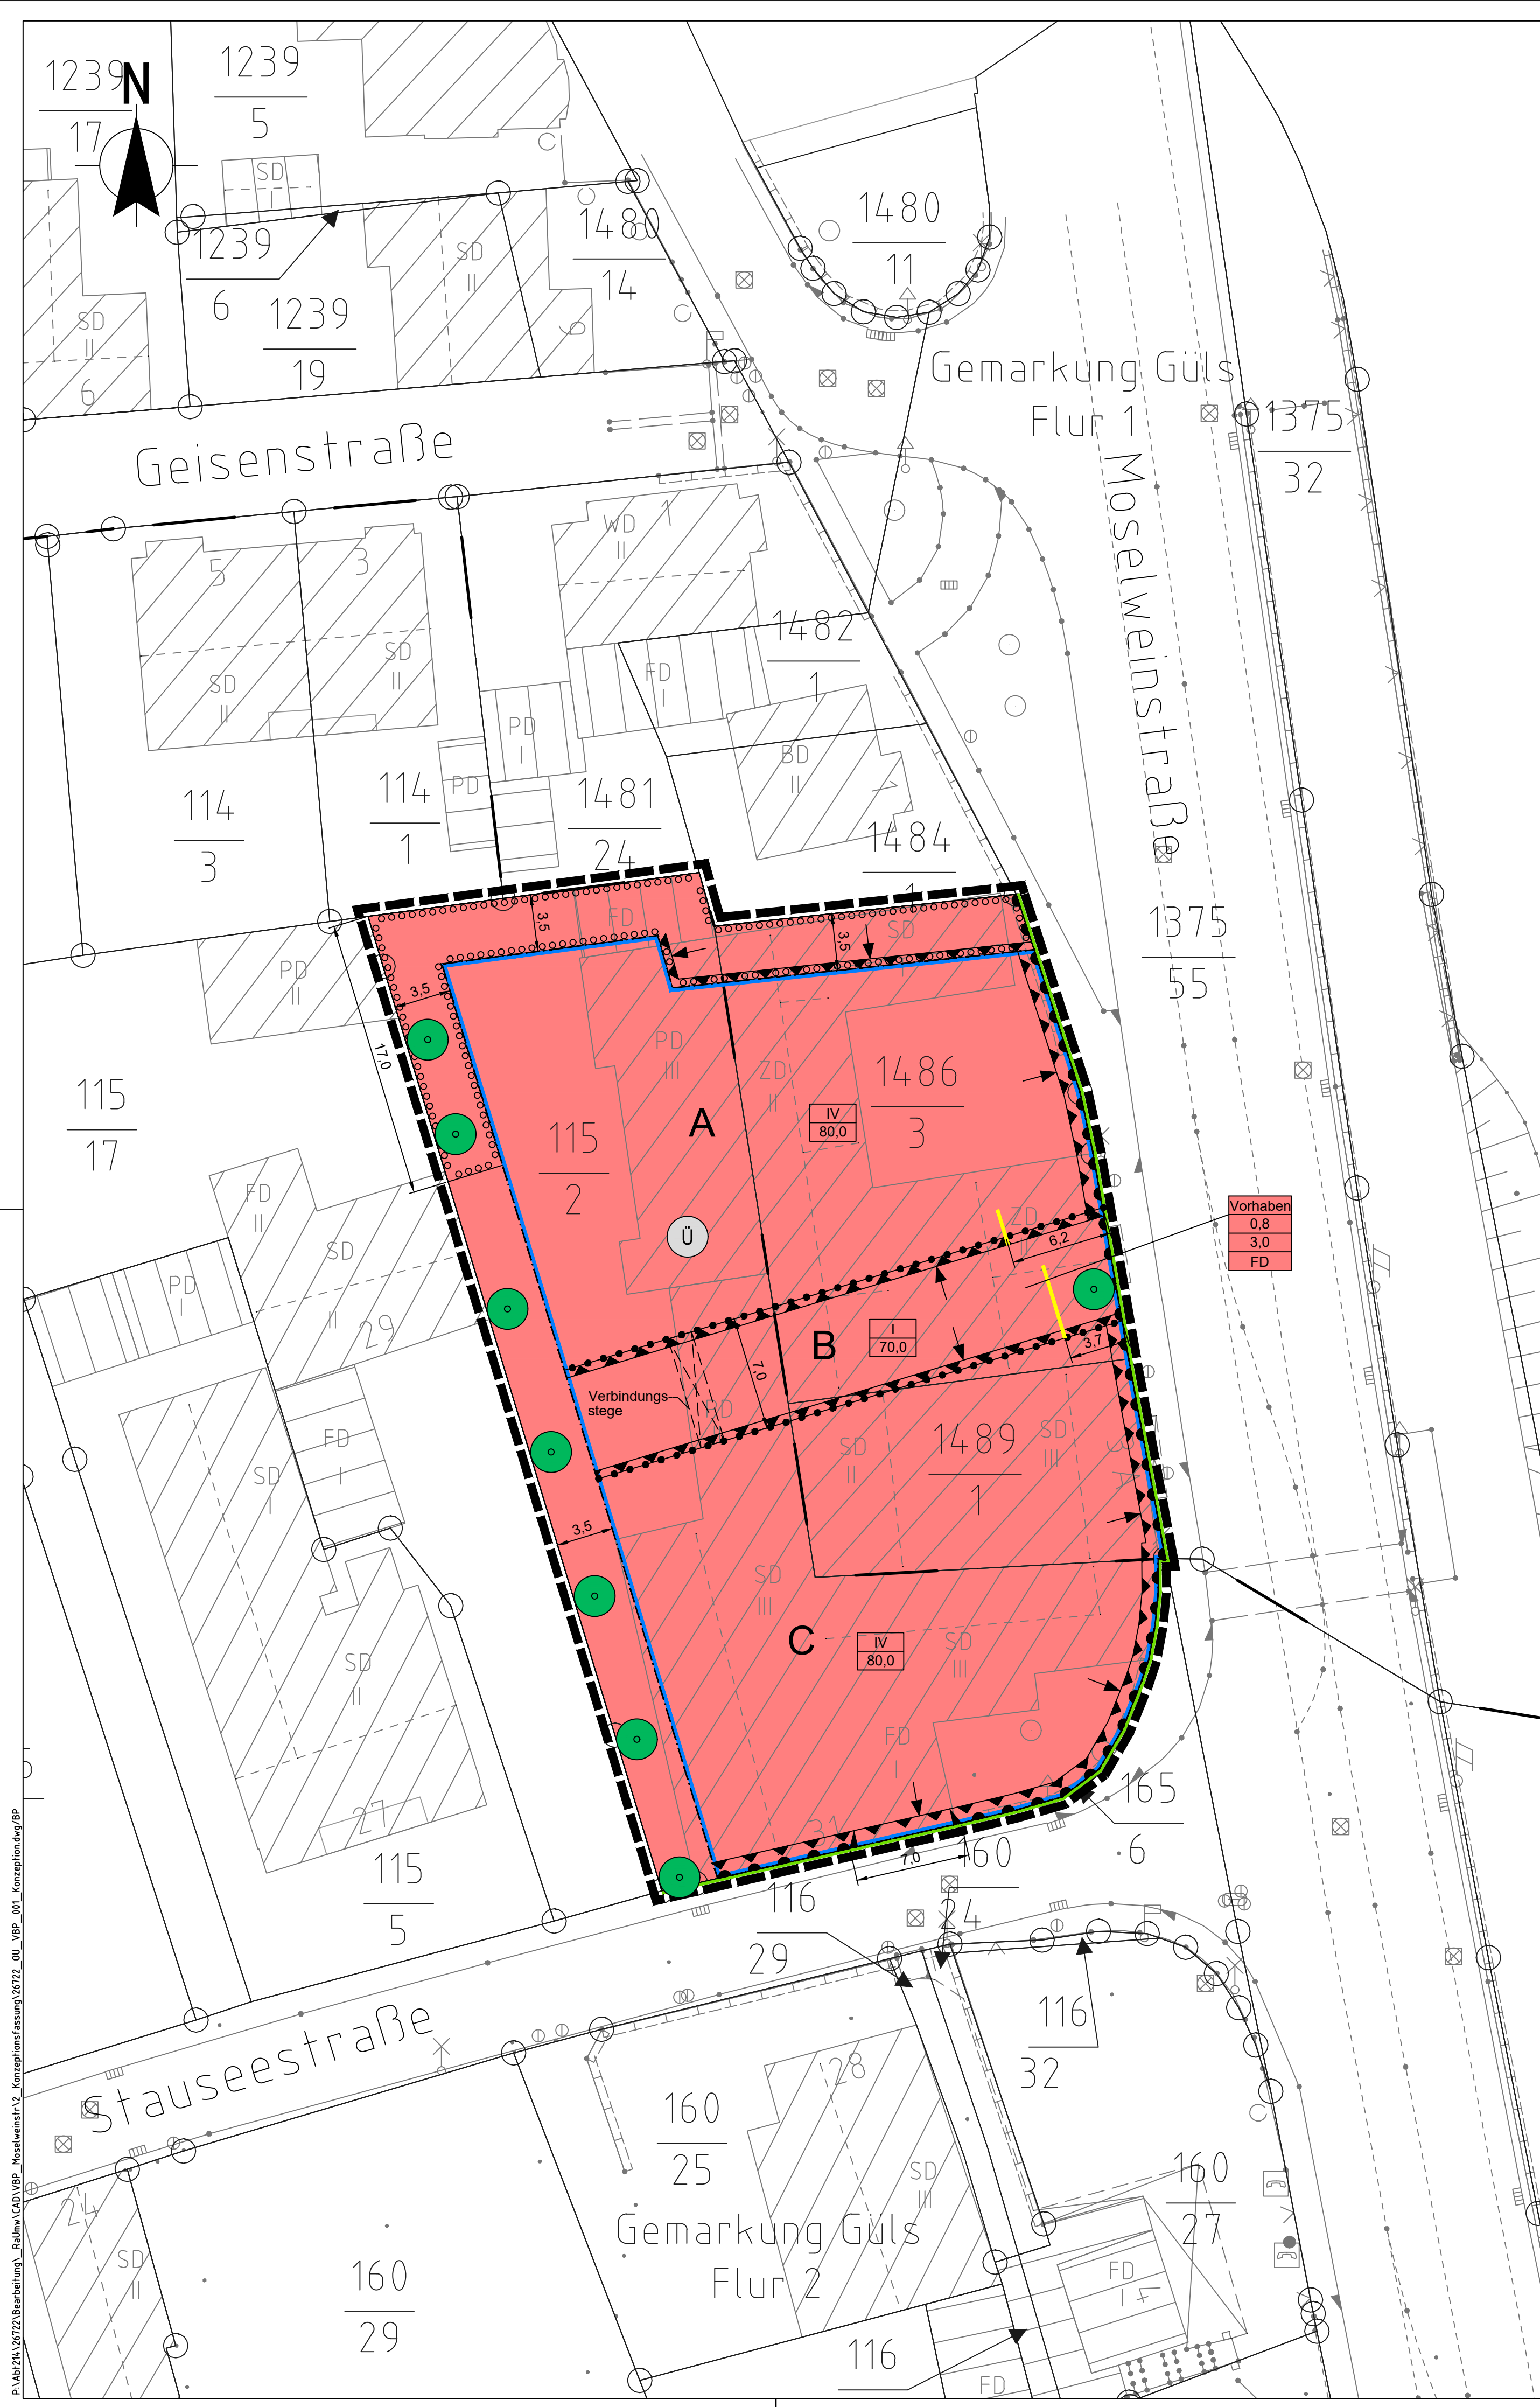 1239
17
N
1239
5
SD
I
1239
6
SD
II
1480
14
1480
11
SD
II
6
1239
19
9
Gemarkung Güls
Flur 1
1375
32
Geisenstraße
Moselweinstraße
5
3
WD
II
1
SD
II
SD
II
1482
1
FD
I
PD
I
BD
II
PD
114
3
114
1
1481
24
1484
1
1375
55
3,5
FD
3,5
SD
PD
II
3,5
17,0
PD
III
ZD
II
1486
3
A
IV
80,0
115
17
115
2
Ü
ZD
6,2
Vorhaben
0,8
3,0
FD
FD
II
SD
II
29
PD
I
B
I
70,0
3,7
7,0
Verbindungs-
stege
FD
I
SD
I
SD
II
1489
1
SD
III
3,5
SD
III
C
IV
80,0
SD
III
SD
II
FD
I
27
31
165
6
7,0
160
24
115
5
116
29
116
32
Stauseestraße
28
160
25
SD
III
160
27
24
SD
II
Gemarkung Güls
Flur 2
160
29
FD
I
116
FD
P:\Abt214\26722\Bearbeitung\_RaUmw\CAD\VBP_Moselweinstr\2_Konzeptionsfassung\26722_OU_VBP_001_Konzeption.dwg/BP